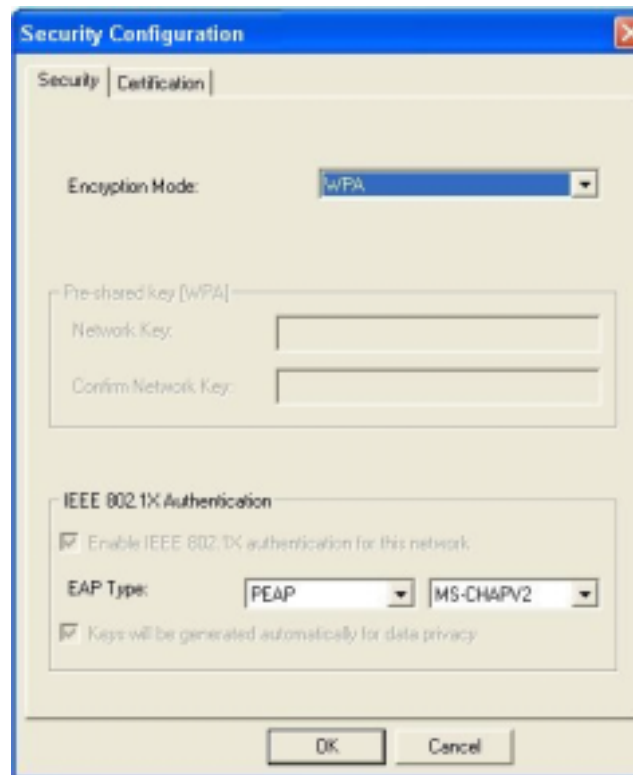 Security Configuration
Security Certification
Encryption Mode: WPA
Pre-shared key [WPA]
Network Key:
Confirm Network Key:
IEEE 802.1X Authentication
Enable IEEE 802.1X authentication for this network
EAP Type: PEAP MS-CHAPV2
Keys will be generated automatically for data privacy
OK Cancel